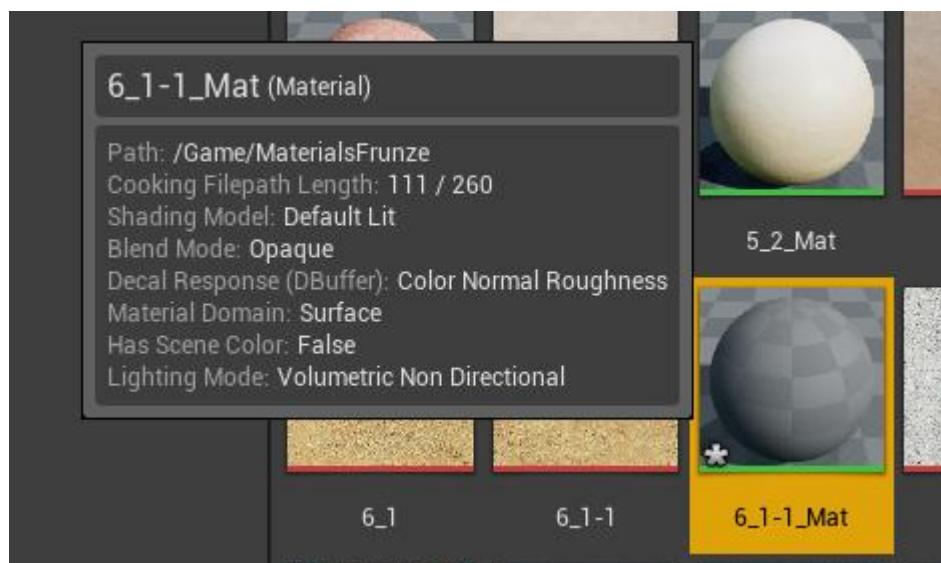 6_1-1_Mat (Material)
Path: /Game/MaterialsFrunze
Cooking Filepath Length: 111 / 260
Shading Model: Default Lit
Blend Mode: Opaque
Decal Response (DBuffer): Color Normal Roughness
Material Domain: Surface
Has Scene Color: False
Lighting Mode: Volumetric Non Directional
5_2_Mat
6_1
6_1-1
6_1-1_Mat